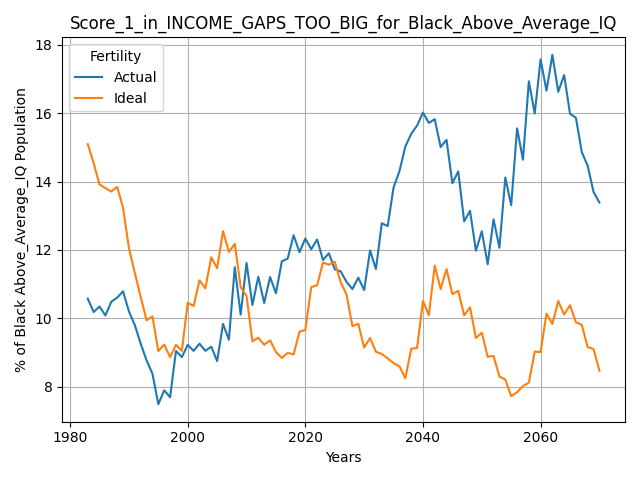 Score_1_in_INCOME_GAPS_TOO_BIG_for_Black_Above_Average_IQ
Fertility
Actual
Ideal
% of Black Above_Average_IQ Population
18
16
14
12
10
8
1980
2000
2020
2040
2060
Years